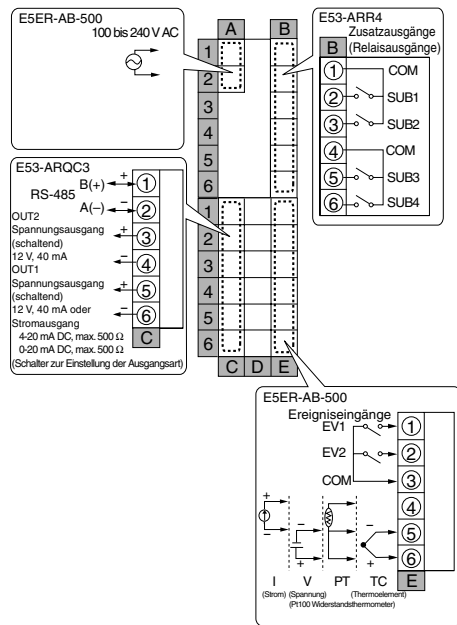 E5ER-AB-500
100 bis 240 V AC
A
B
1
2
3
4
5
6
1
2
3
4
5
6
C D E
E53-ARR4
Zusatzausgänge
(Relaisausgänge)
B
① COM
② SUB1
③ SUB2
④ COM
⑤ SUB3
⑥ SUB4
E53-ARQC3
RS-485
B(+) + ①
A(−) − ②
OUT2
Spannungsausgang + ③
(schaltend)
12 V, 40 mA − ④
OUT1
Spannungsausgang + ⑤
(schaltend)
12 V, 40 mA oder − ⑥
Stromausgang
4-20 mA DC, max. 500 Ω
0-20 mA DC, max. 500 Ω
C
(Schalter zur Einstellung der Ausgangsart)
E5ER-AB-500
Ereigniseingänge
EV1 ①
EV2 ②
COM ③
④
+ − − ⑤
− + + ⑥
I V PT TC E
(Strom) (Spannung) (Thermoelement)
(Pt100 Widerstandsthermometer)